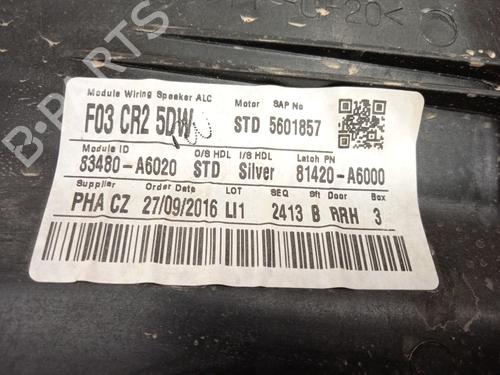 Module Wiring Speaker ALC Motor SAP No
F03 CR2 5DW STD 5601857
Module ID O/S HDL I/S HDL Latch PN
83480-A6020 STD Silver 81420-A6000
Supplier Order Date LOT SEQ Sft Door Box
PHA CZ 27/09/2016 LI1 2413 B RRH 3
B-PARTS